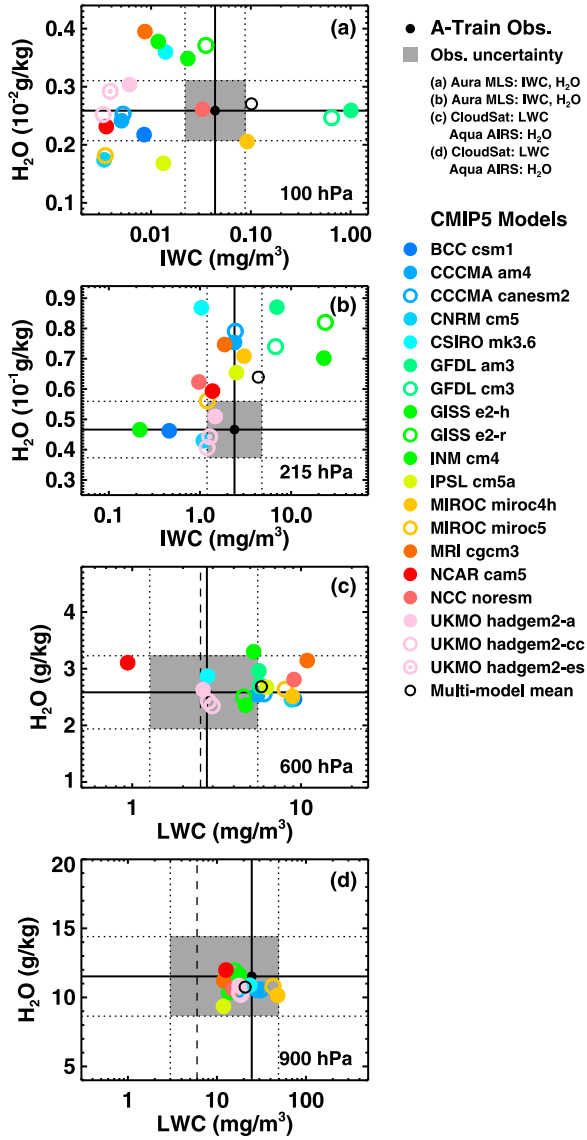 (a)
0.4
0.3
0.2
0.1
H2O (10⁻²g/kg)
100 hPa
0.01
0.10
1.00
IWC (mg/m³)
(b)
0.9
0.8
0.7
0.6
0.5
0.4
0.3
H2O (10⁻¹g/kg)
215 hPa
0.1
1.0
10.0
IWC (mg/m³)
(c)
4
3
2
1
H2O (g/kg)
600 hPa
1
10
LWC (mg/m³)
(d)
20
15
10
5
H2O (g/kg)
900 hPa
1
10
100
LWC (mg/m³)
A-Train Obs.
Obs. uncertainty
(a) Aura MLS: IWC, H2O
(b) Aura MLS: IWC, H2O
(c) CloudSat: LWC
Aqua AIRS: H2O
(d) CloudSat: LWC
Aqua AIRS: H2O
CMIP5 Models
BCC csm1
CCCMA am4
CCCMA canesm2
CNRM cm5
CSIRO mk3.6
GFDL am3
GFDL cm3
GISS e2-h
GISS e2-r
INM cm4
IPSL cm5a
MIROC miroc4h
MIROC miroc5
MRI cgcm3
NCAR cam5
NCC noresm
UKMO hadgem2-a
UKMO hadgem2-cc
UKMO hadgem2-es
Multi-model mean